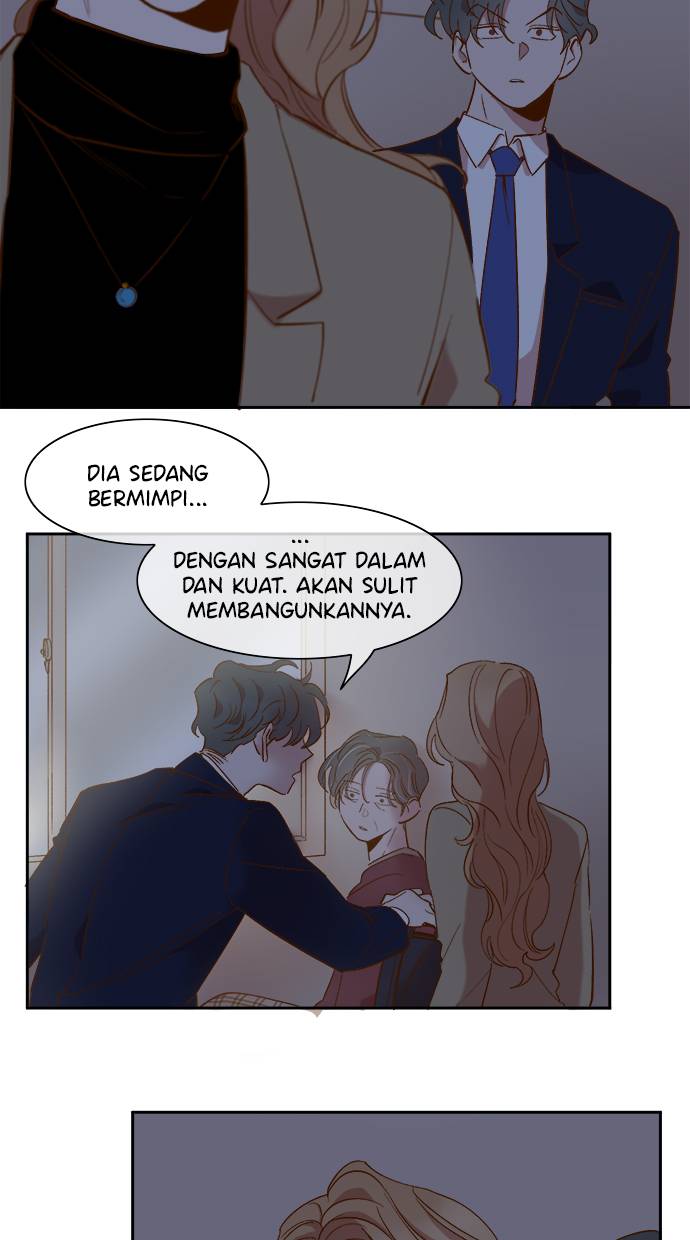 DIA SEDANG
BERMIMPI...
...
DENGAN SANGAT DALAM
DAN KUAT. AKAN SULIT
MEMBANGUNKANNYA.